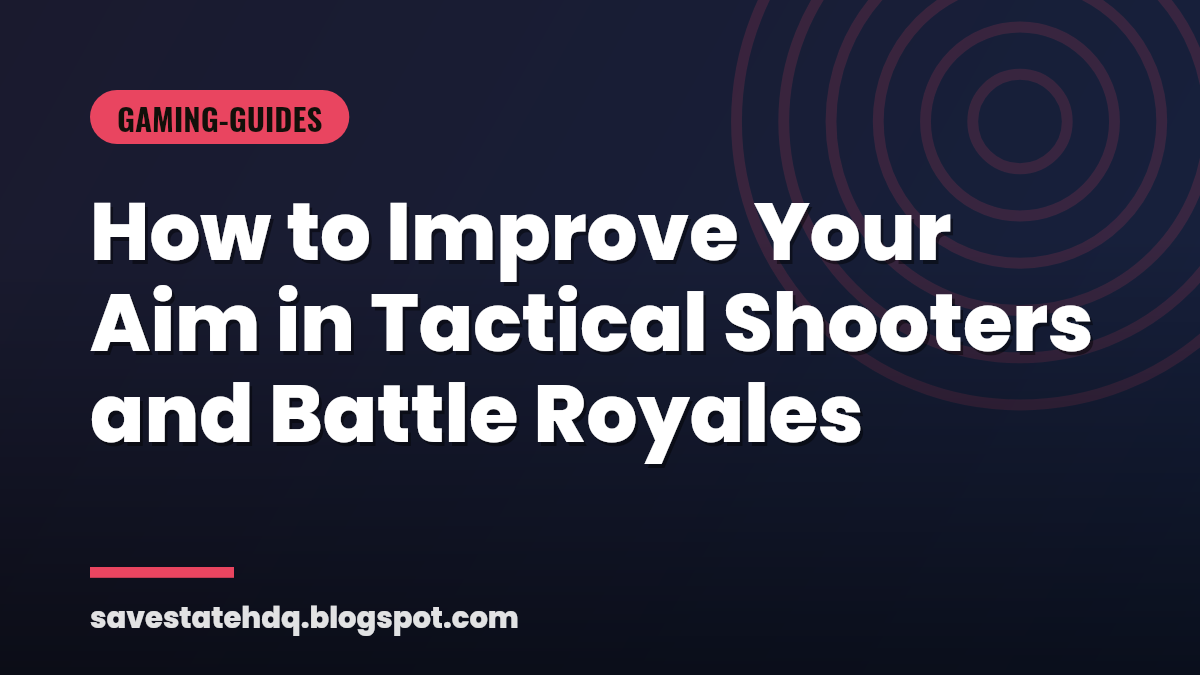 GAMING-GUIDES
How to Improve Your
Aim in Tactical Shooters
and Battle Royales
savestatehdq.blogspot.com